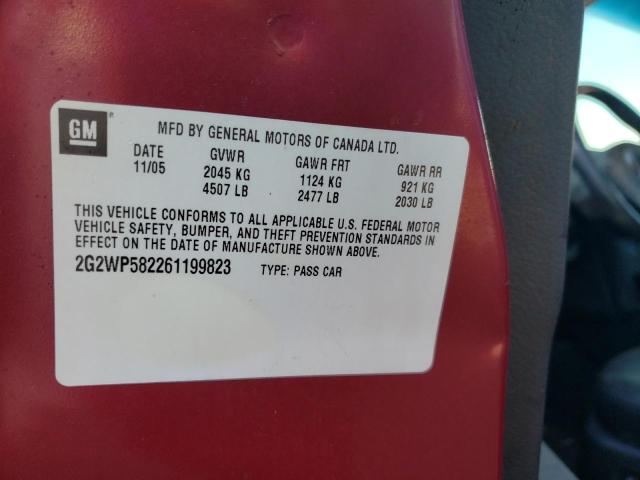 GM
MFD BY GENERAL MOTORS OF CANADA LTD.
DATE GVWR GAWR FRT GAWR RR
11/05 2045 KG 1124 KG 921 KG
4507 LB 2477 LB 2030 LB
THIS VEHICLE CONFORMS TO ALL APPLICABLE U.S. FEDERAL MOTOR
VEHICLE SAFETY, BUMPER, AND THEFT PREVENTION STANDARDS IN
EFFECT ON THE DATE OF MANUFACTURE SHOWN ABOVE.
2G2WP582261199823 TYPE: PASS CAR